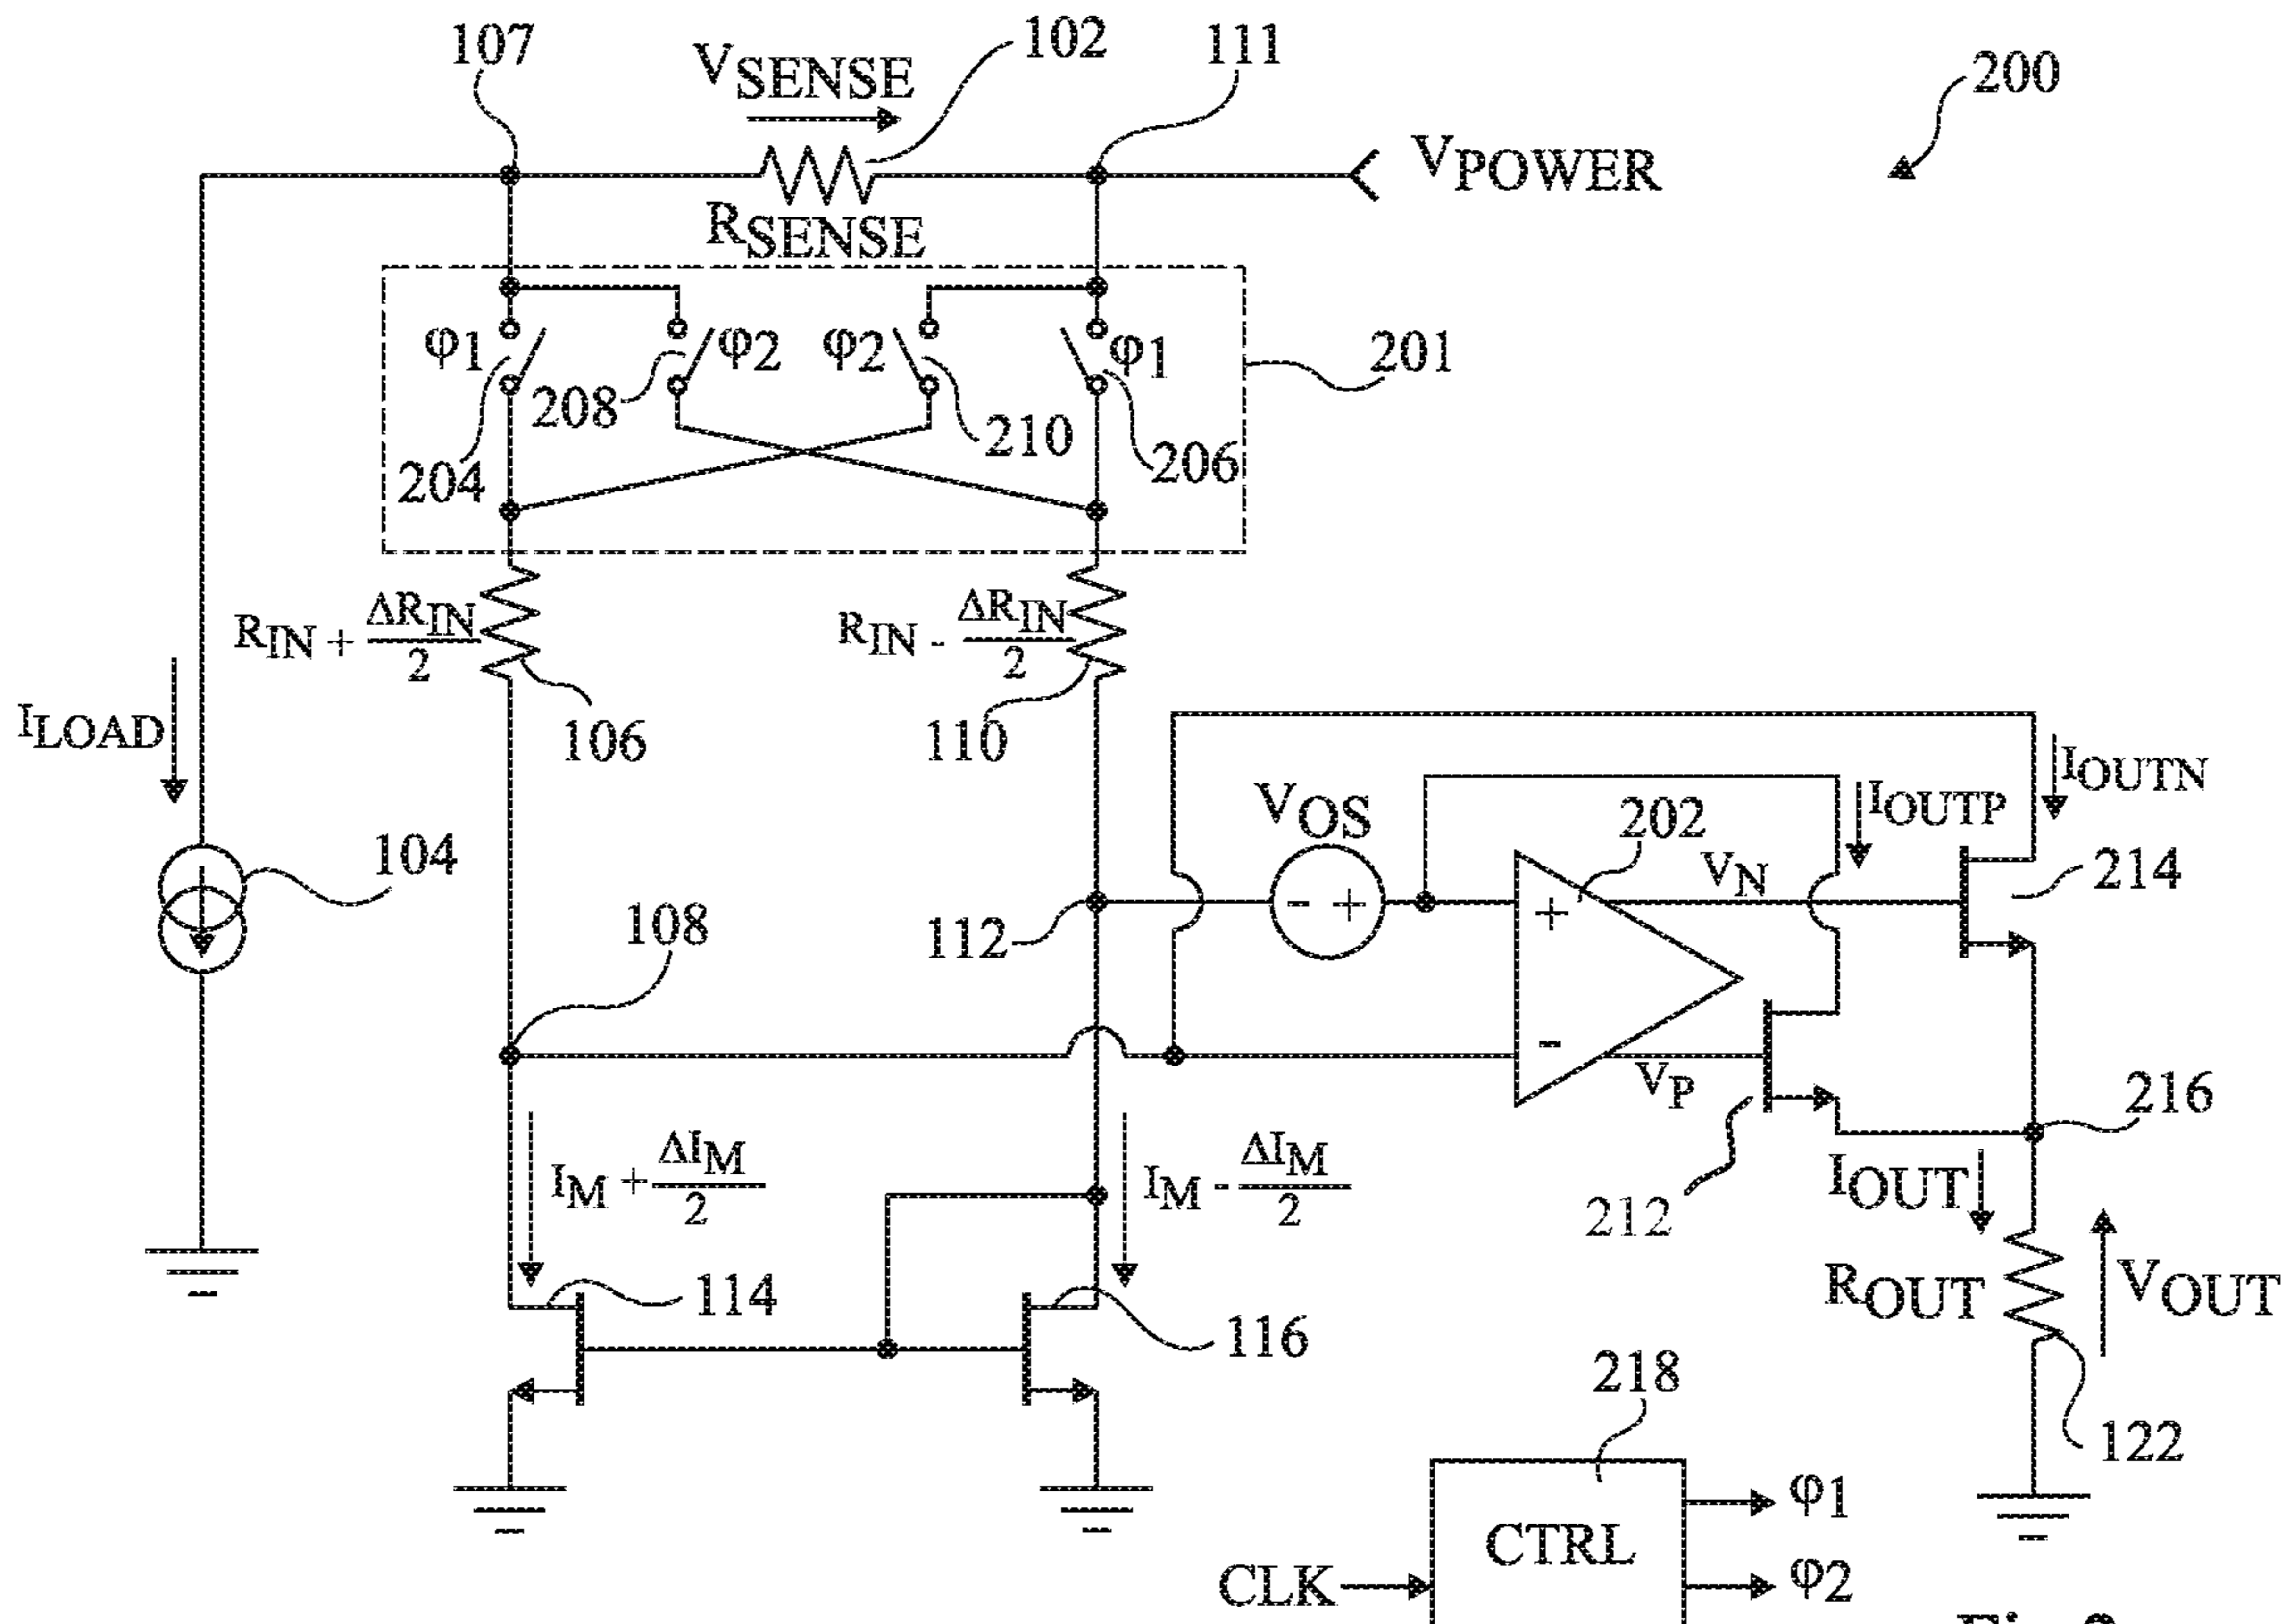 107
VSENSE
102
111
200
VPOWER
RSENSE
φ1
φ2
φ2
φ1
201
208
210
204
206
RIN + ΔRIN/2
RIN - ΔRIN/2
106
110
ILOAD
104
VOS
202
IOUTP
IOUTN
VN
214
+
- +
112
108
-
VP
216
IM + ΔIM/2
IM - ΔIM/2
212
IOUT
ROUT
VOUT
114
116
218
122
CTRL
φ1
CLK
φ2